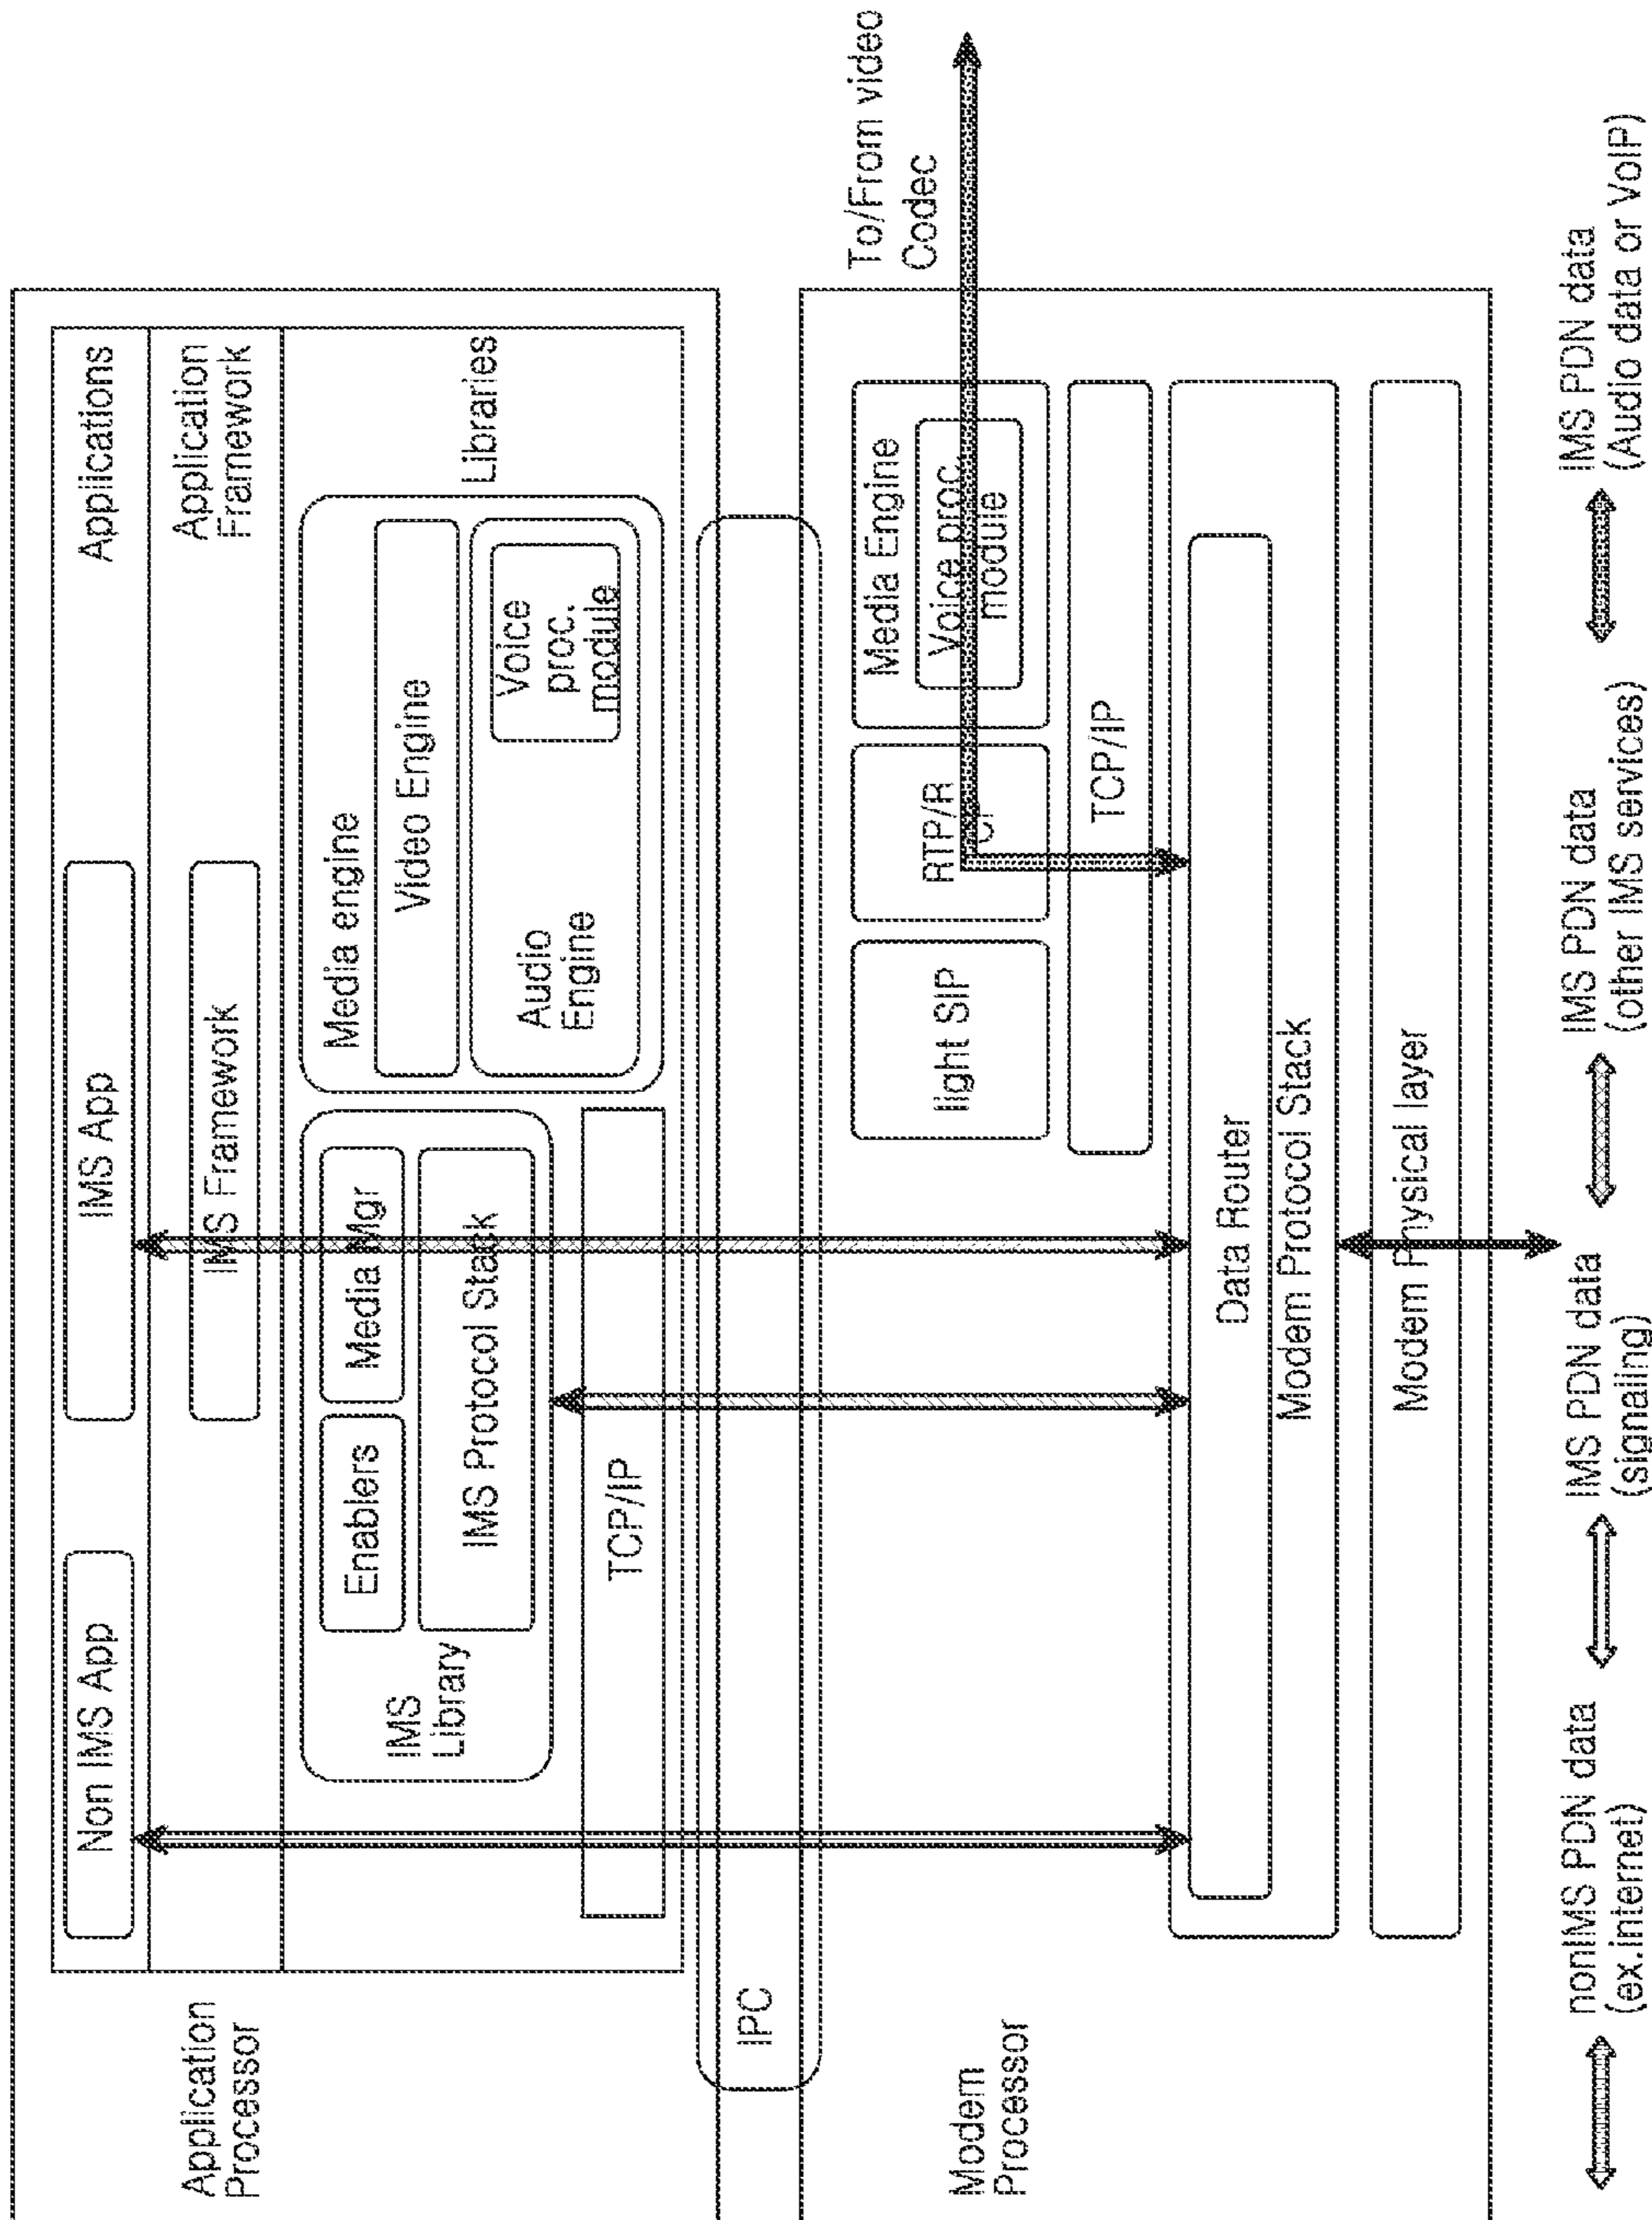 Application
Processor
Non IMS App
IMS App
Applications
IMS Framework
Application
Framework
IMS
Library
Enablers
Media Mgr
IMS Protocol Stack
Media engine
Video Engine
Audio
Engine
Voice
proc.
module
Libraries
TCP/IP
IPC
Modem
Processor
light SIP
RTP/R
Media Engine
Voice proc.
module
To/From video
Codec
TCP/IP
Data Router
Modem Protocol Stack
Modem Physical layer
nonIMS PDN data
(ex.internet)
IMS PDN data
(signaling)
IMS PDN data
(other IMS services)
IMS PDN data
(Audio data or VoIP)